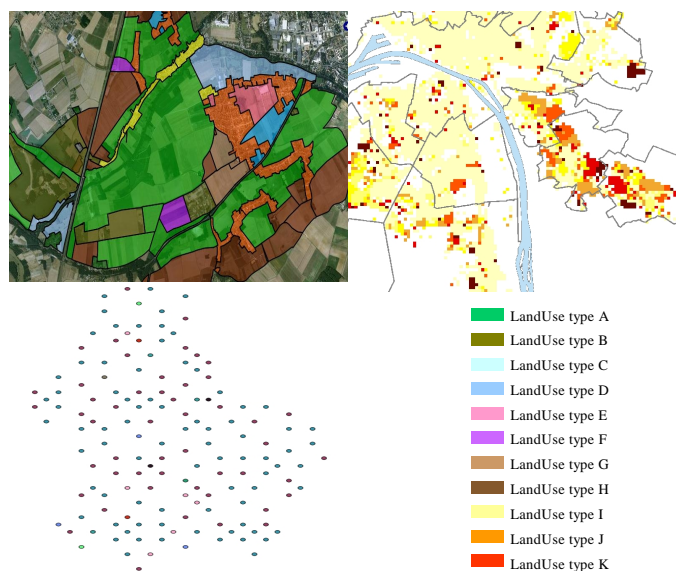 LandUse type A
LandUse type B
LandUse type C
LandUse type D
LandUse type E
LandUse type F
LandUse type G
LandUse type H
LandUse type I
LandUse type J
LandUse type K